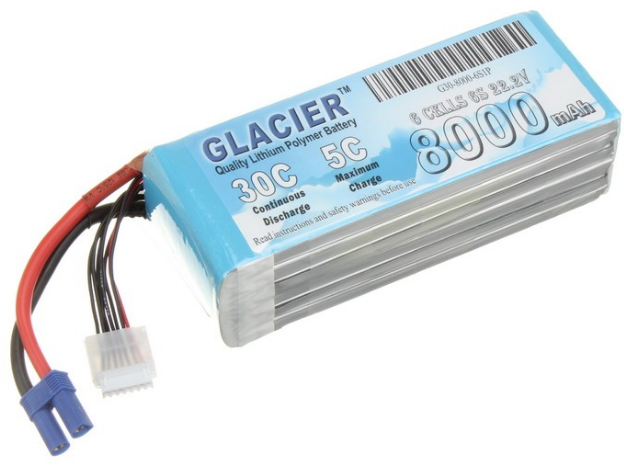 GLACIER™
Quality Lithium Polymer Battery
30C
Continuous
Discharge
5C
Maximum
Charge
Read instructions and safety warnings before use
G30-8000-6S1P
6 CKLLS 6S 22.2V
8000mAh